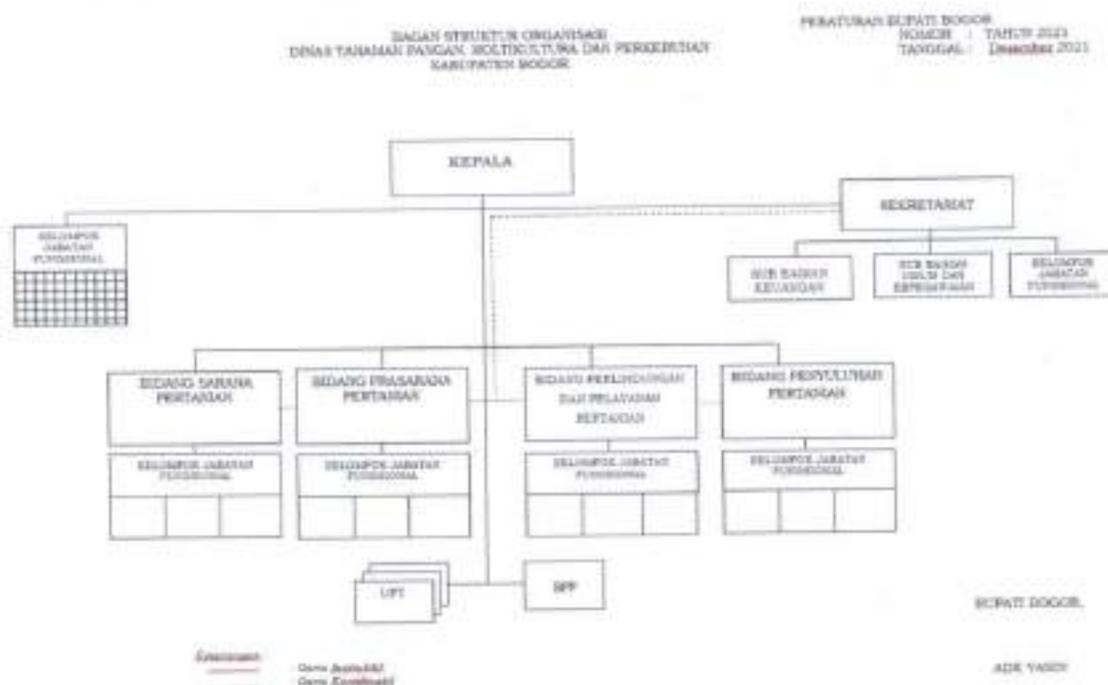 BAGAN STRUKTUR ORGANISASI
DINAS TANAMAN PANGAN, HOLTIKULTURA DAN PERKEBUNAN
KABUPATEN BOGOR
PERATURAN BUPATI BOGOR
NOMOR : TAHUN 2021
TANGGAL : Desember 2021
KEPALA
SEKRETARIAT
KELOMPOK
JABATAN
FUNGSIONAL
SUB BAGIAN
KEUANGAN
SUB BAGIAN
UMUM DAN
KEPEGAWAIAN
KELOMPOK
JABATAN
FUNGSIONAL
BIDANG SARANA
PERTANIAN
BIDANG PRASARANA
PERTANIAN
BIDANG PERLINDUNGAN
DAN PELAYANAN
PERTANIAN
BIDANG PENYULUHAN
PERTANIAN
KELOMPOK JABATAN
FUNGSIONAL
KELOMPOK JABATAN
FUNGSIONAL
KELOMPOK JABATAN
FUNGSIONAL
KELOMPOK JABATAN
FUNGSIONAL
UPT
BPP
BUPATI BOGOR,
ADE YASIN
Garis
Garis